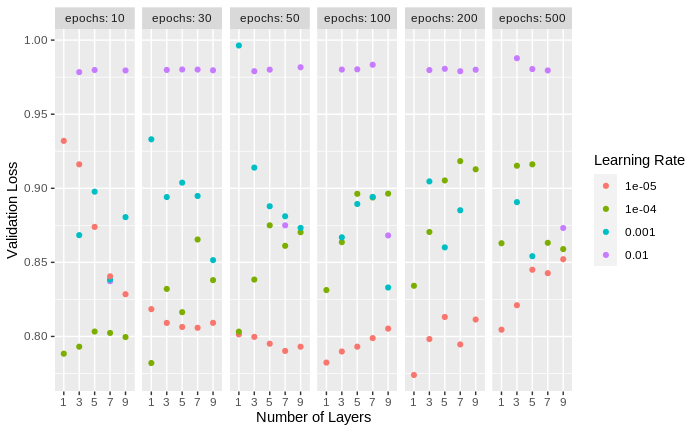 epochs: 10 epochs: 30 epochs: 50 epochs: 100 epochs: 200 epochs: 500
1.00
0.95
0.90
0.85
0.80
Validation Loss
1 3 5 7 9 1 3 5 7 9 1 3 5 7 9 1 3 5 7 9 1 3 5 7 9 1 3 5 7 9
Number of Layers
Learning Rate
1e-05
1e-04
0.001
0.01